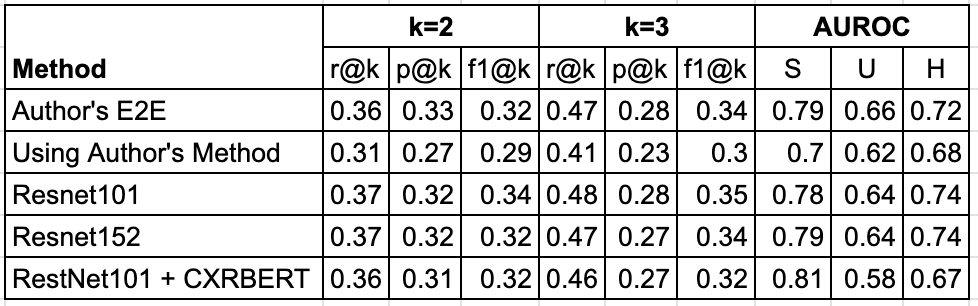 k=2 k=3 AUROC
Method r@k p@k f1@k r@k p@k f1@k S U H
Author's E2E 0.36 0.33 0.32 0.47 0.28 0.34 0.79 0.66 0.72
Using Author's Method 0.31 0.27 0.29 0.41 0.23 0.3 0.7 0.62 0.68
Resnet101 0.37 0.32 0.34 0.48 0.28 0.35 0.78 0.64 0.74
Resnet152 0.37 0.32 0.32 0.47 0.27 0.34 0.79 0.64 0.74
RestNet101 + CXRBERT 0.36 0.31 0.32 0.46 0.27 0.32 0.81 0.58 0.67